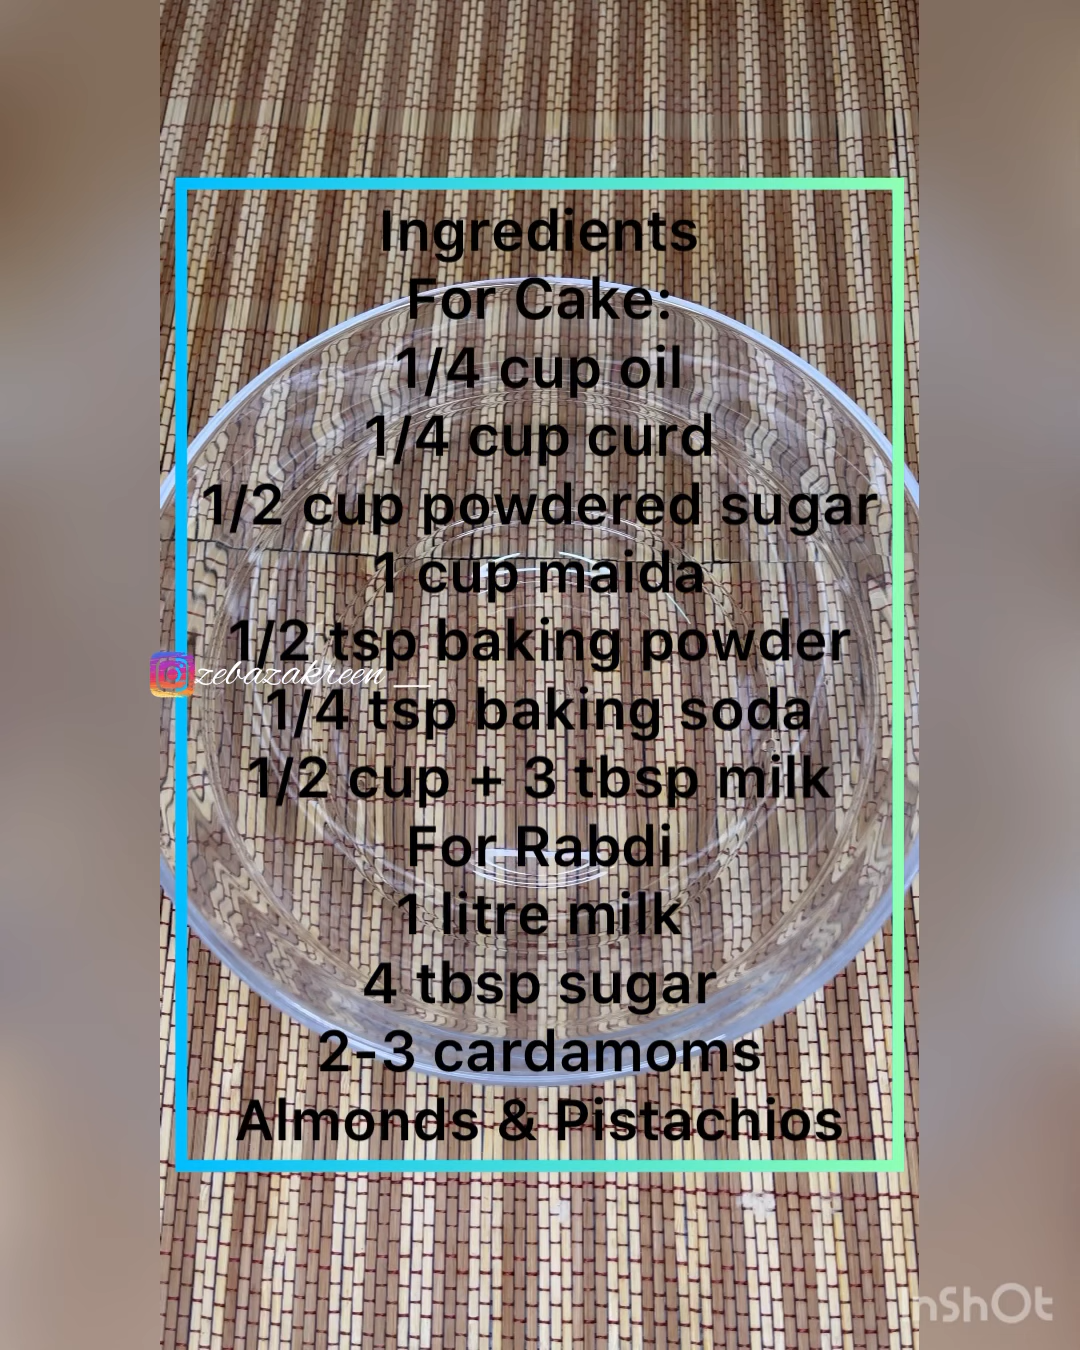 Ingredients
For Cake:
1/4 cup oil
1/4 cup curd
1/2 cup powdered sugar
1 cup maida
1/2 tsp baking powder
zebazakreen __
1/4 tsp baking soda
1/2 cup + 3 tbsp milk
For Rabdi
1 litre milk
4 tbsp sugar
2-3 cardamoms
Almonds & Pistachios
nShOt